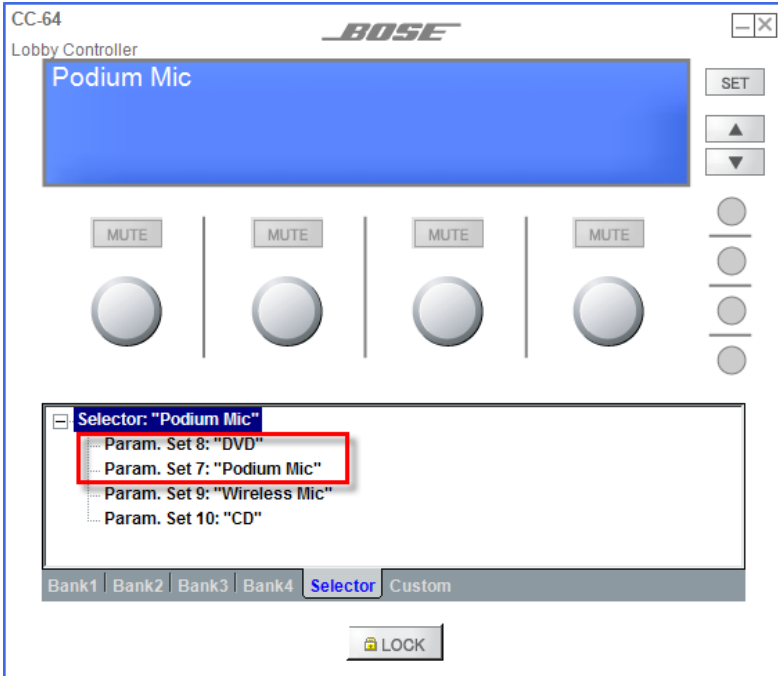 CC-64
BOSE
Lobby Controller
Podium Mic
SET
MUTE MUTE MUTE MUTE
Selector: "Podium Mic"
Param. Set 8: "DVD"
Param. Set 7: "Podium Mic"
Param. Set 9: "Wireless Mic"
Param. Set 10: "CD"
Bank1 Bank2 Bank3 Bank4 Selector Custom
LOCK